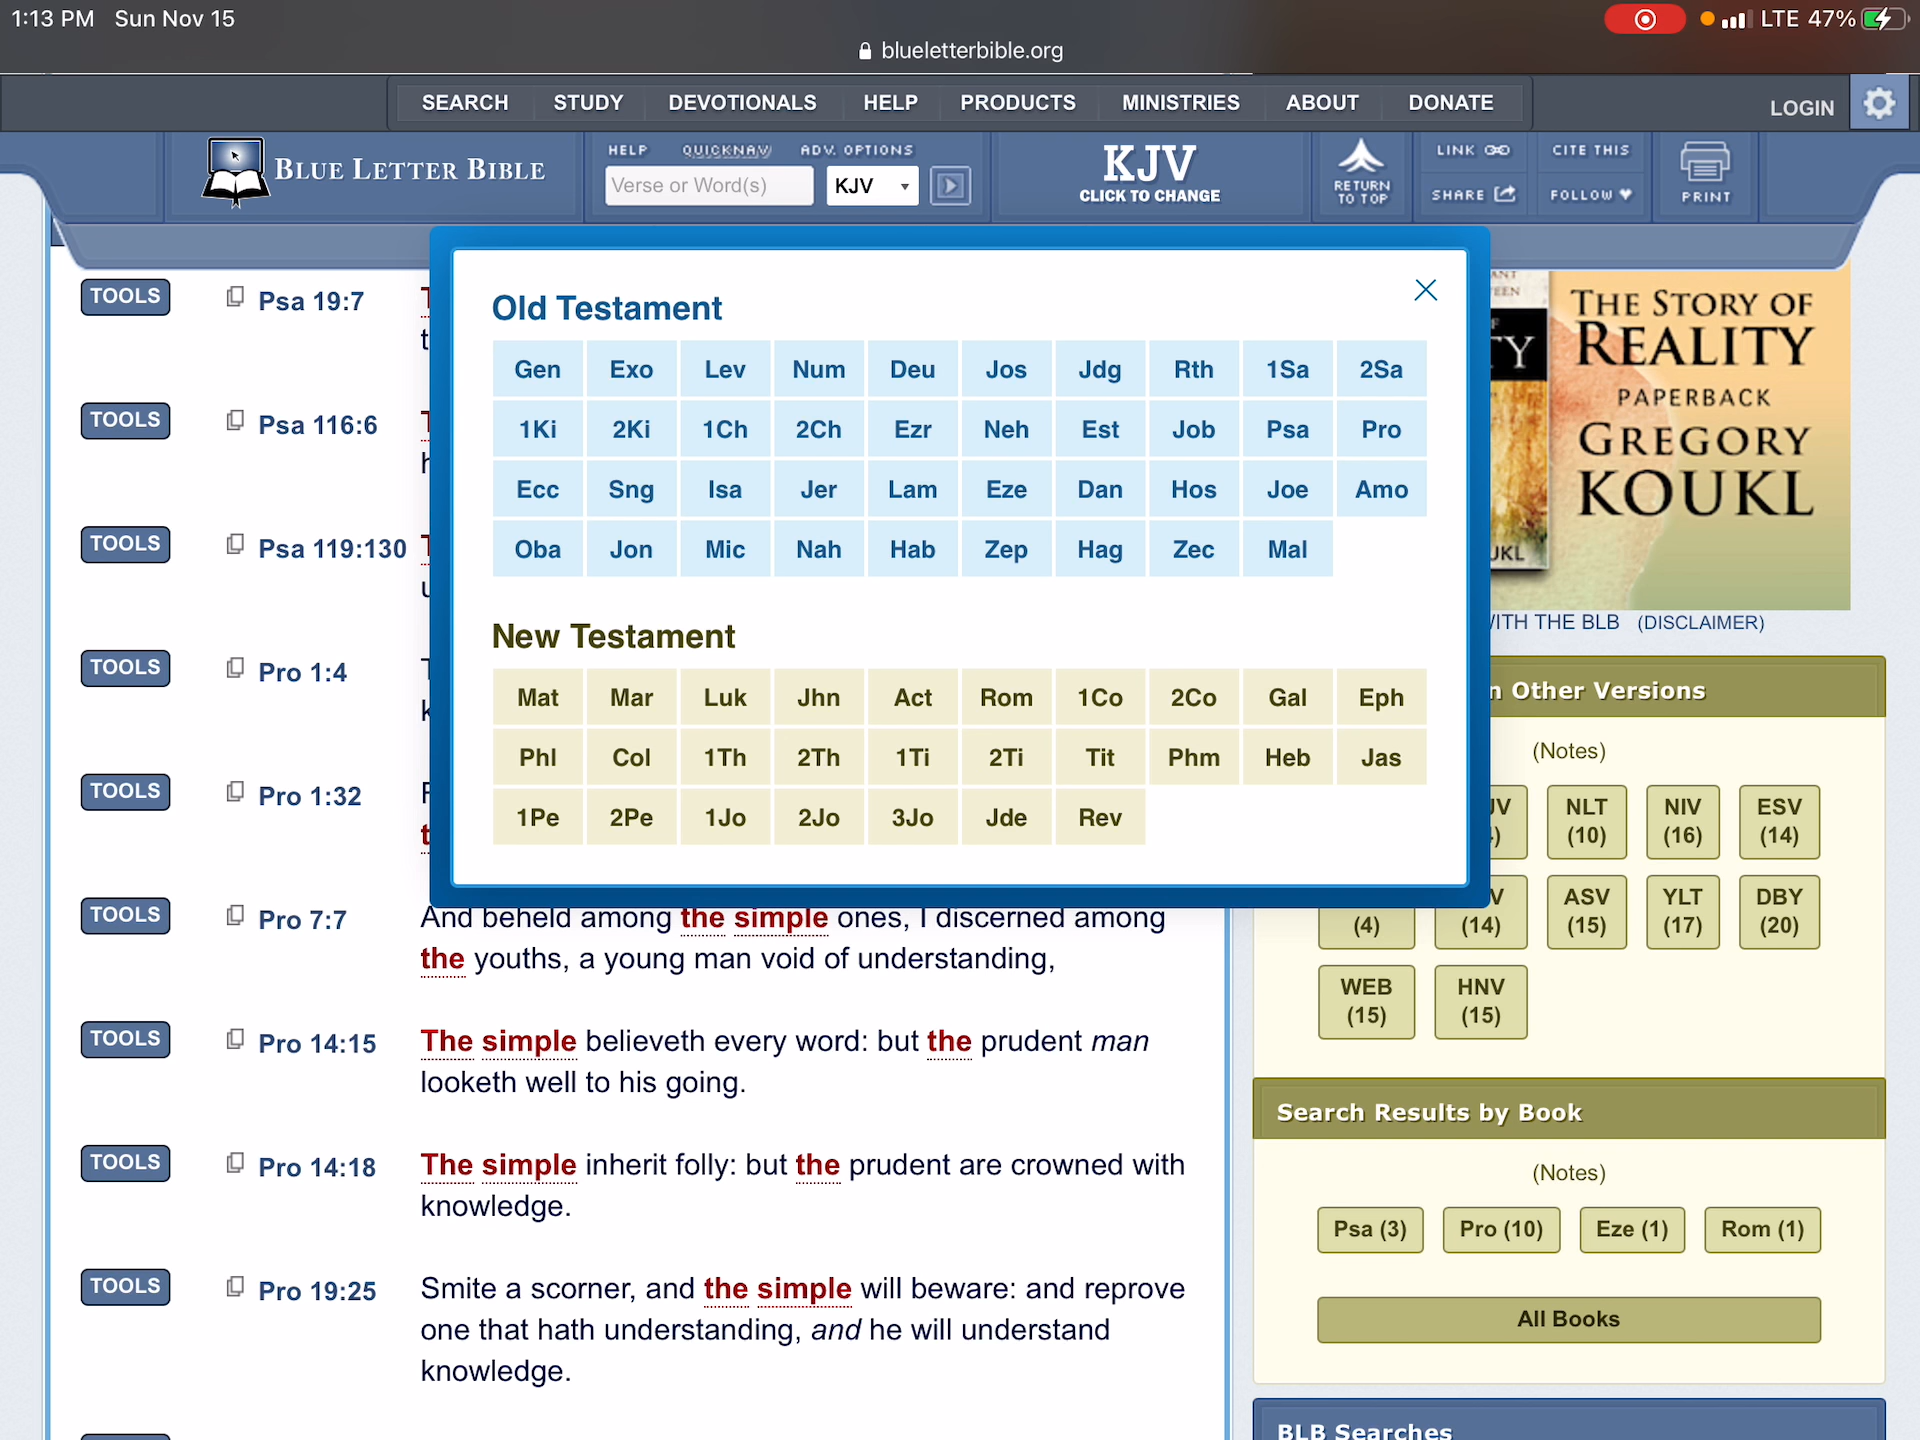 1:13 PM Sun Nov 15
LTE 47%
blueletterbible.org
SEARCH STUDY DEVOTIONALS HELP PRODUCTS MINISTRIES ABOUT DONATE
LOGIN
BLUE LETTER BIBLE
HELP QUICKNAV ADV. OPTIONS
Verse or Word(s)
KJV
KJV
CLICK TO CHANGE
RETURN
TO TOP
LINK
SHARE
CITE THIS
FOLLOW
PRINT
Old Testament
Gen Exo Lev Num Deu Jos Jdg Rth 1Sa 2Sa
1Ki 2Ki 1Ch 2Ch Ezr Neh Est Job Psa Pro
Ecc Sng Isa Jer Lam Eze Dan Hos Joe Amo
Oba Jon Mic Nah Hab Zep Hag Zec Mal
New Testament
Mat Mar Luk Jhn Act Rom 1Co 2Co Gal Eph
Phl Col 1Th 2Th 1Ti 2Ti Tit Phm Heb Jas
1Pe 2Pe 1Jo 2Jo 3Jo Jde Rev
TOOLS Psa 19:7
TOOLS Psa 116:6
TOOLS Psa 119:130
TOOLS Pro 1:4
TOOLS Pro 1:32
TOOLS Pro 7:7 And beheld among the simple ones, I discerned among
the youths, a young man void of understanding,
TOOLS Pro 14:15 The simple believeth every word: but the prudent man
looketh well to his going.
TOOLS Pro 14:18 The simple inherit folly: but the prudent are crowned with
knowledge.
TOOLS Pro 19:25 Smite a scorner, and the simple will beware: and reprove
one that hath understanding, and he will understand
knowledge.
THE STORY OF
REALITY
PAPERBACK
GREGORY
KOUKL
THE BLB (DISCLAIMER)
Other Versions
(Notes)
NLT (10) NIV (16) ESV (14)
(4) (14) ASV (15) YLT (17) DBY (20)
WEB (15) HNV (15)
Search Results by Book
(Notes)
Psa (3) Pro (10) Eze (1) Rom (1)
All Books
BLB Searches